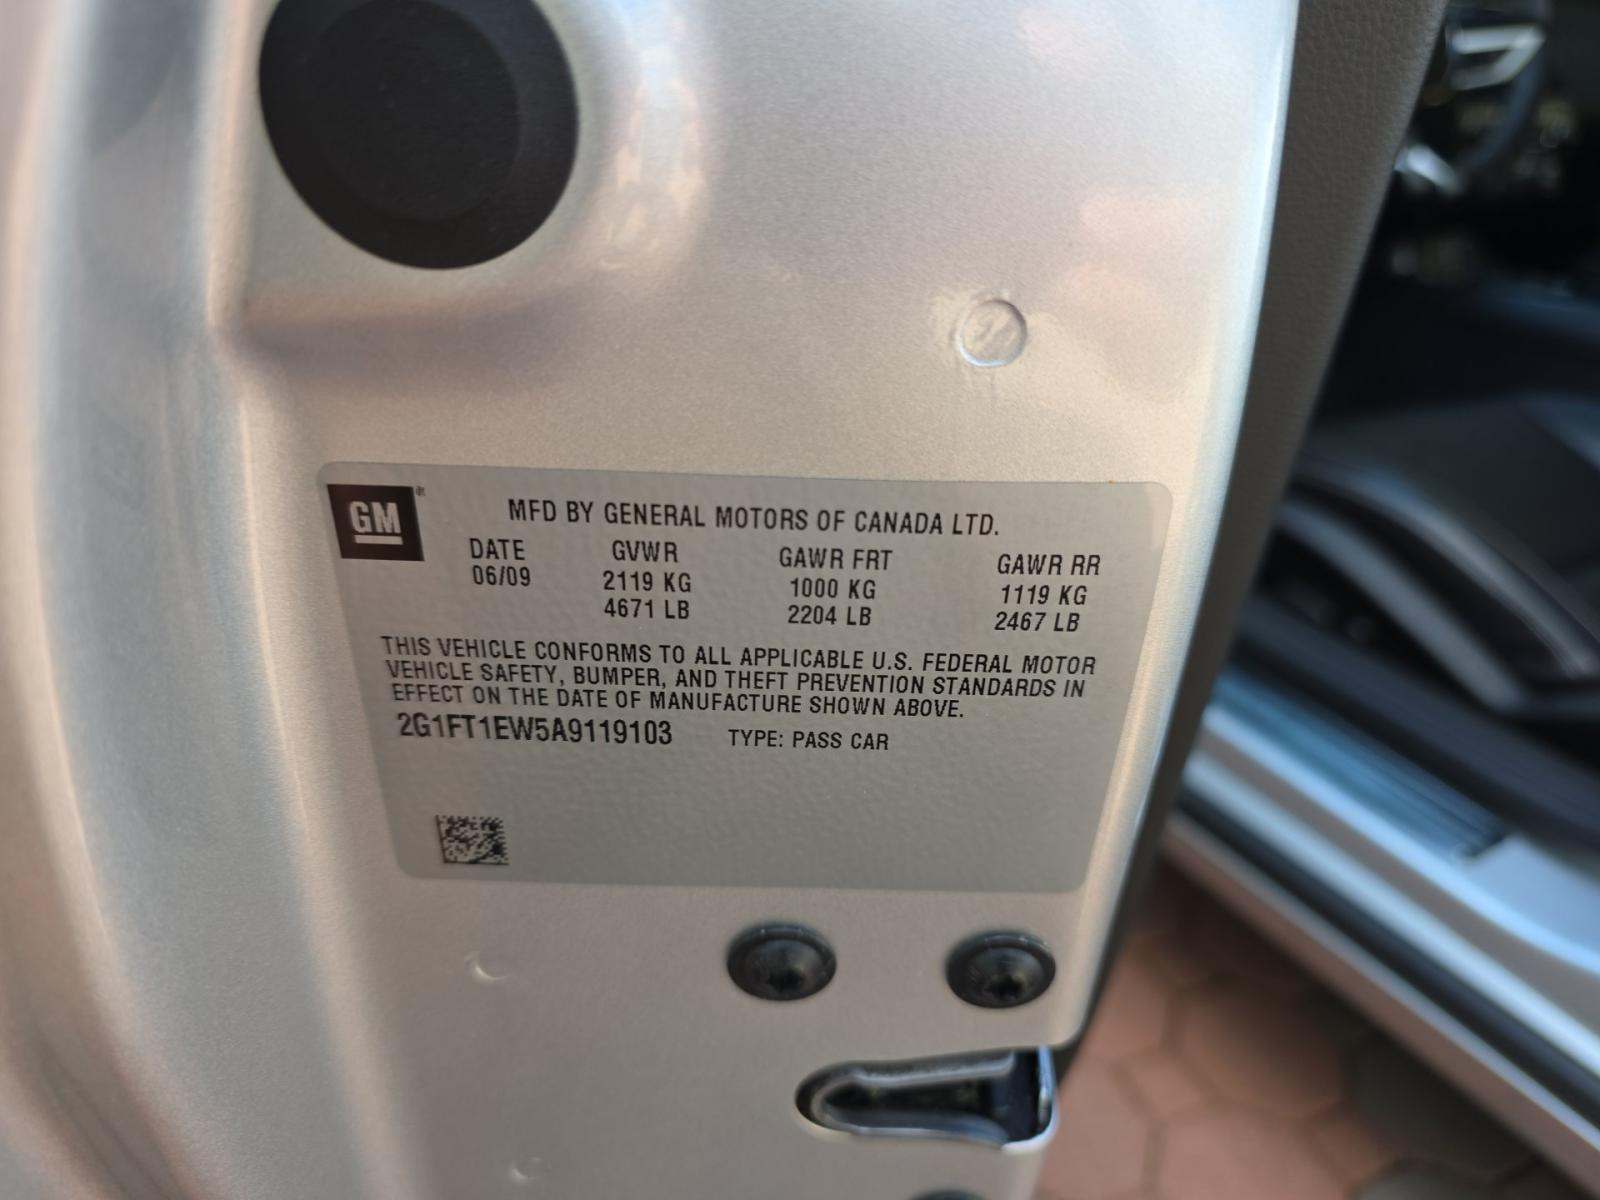 GM
MFD BY GENERAL MOTORS OF CANADA LTD.
DATE GVWR GAWR FRT GAWR RR
06/09 2119 KG 1000 KG 1119 KG
4671 LB 2204 LB 2467 LB
THIS VEHICLE CONFORMS TO ALL APPLICABLE U.S. FEDERAL MOTOR
VEHICLE SAFETY, BUMPER, AND THEFT PREVENTION STANDARDS IN
EFFECT ON THE DATE OF MANUFACTURE SHOWN ABOVE.
2G1FT1EW5A9119103 TYPE: PASS CAR